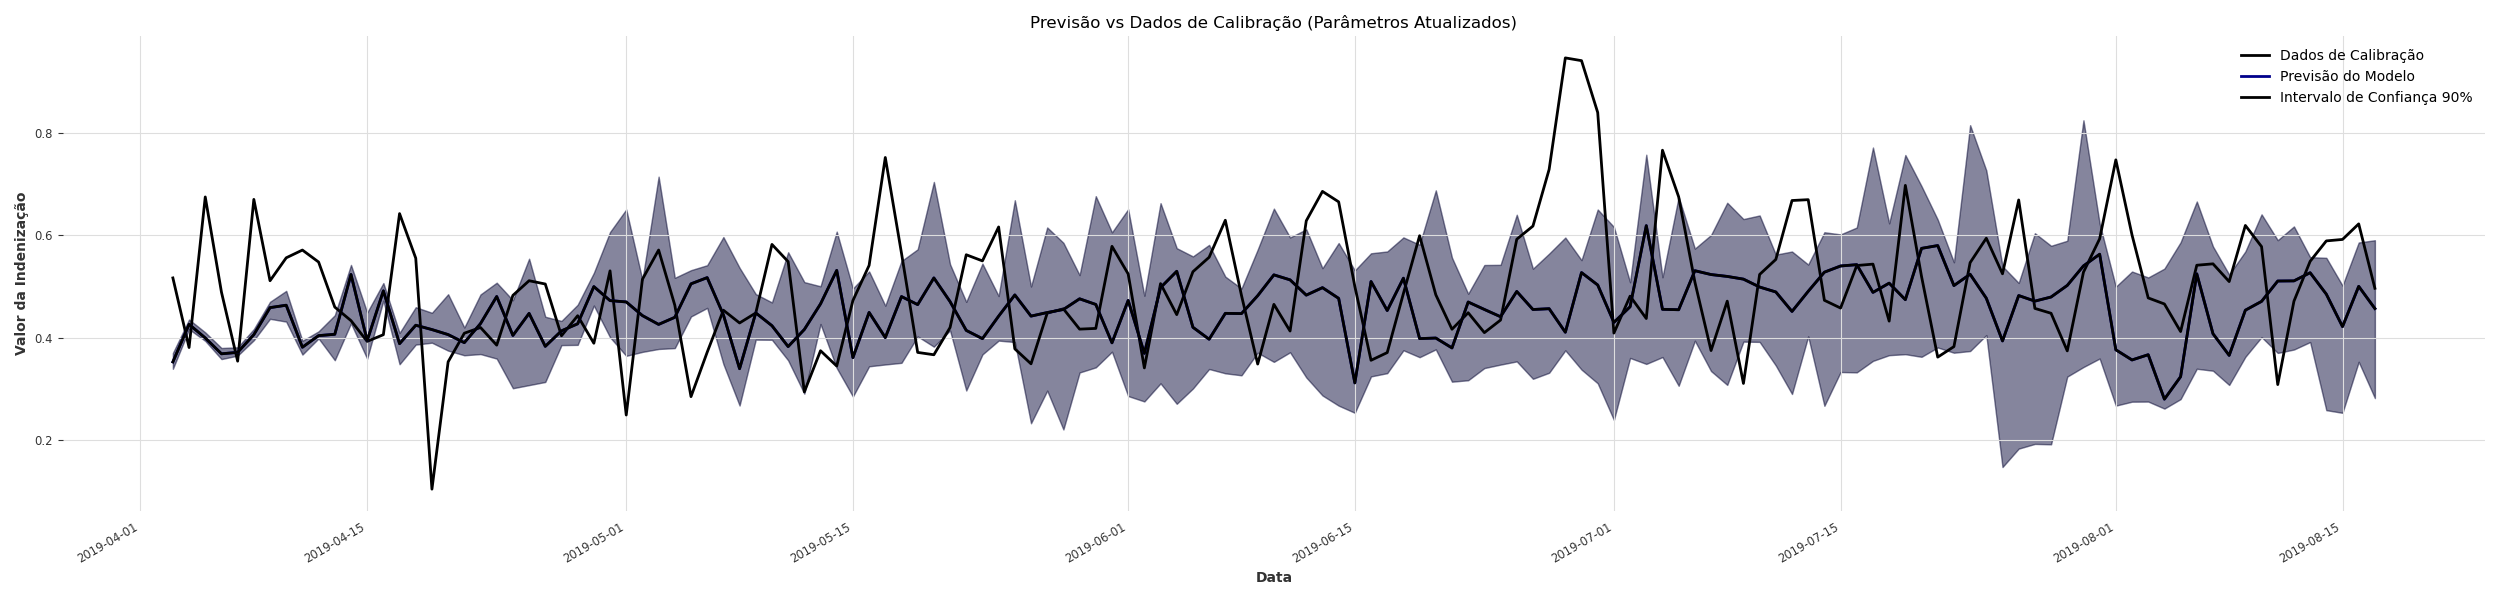 Previsão vs Dados de Calibração (Parâmetros Atualizados)
Dados de Calibração
Previsão do Modelo
Intervalo de Confiança 90%
Valor da Indenização
0.8
0.6
0.4
0.2
2019-04-01
2019-04-15
2019-05-01
2019-05-15
2019-06-01
2019-06-15
2019-07-01
2019-07-15
2019-08-01
2019-08-15
Data